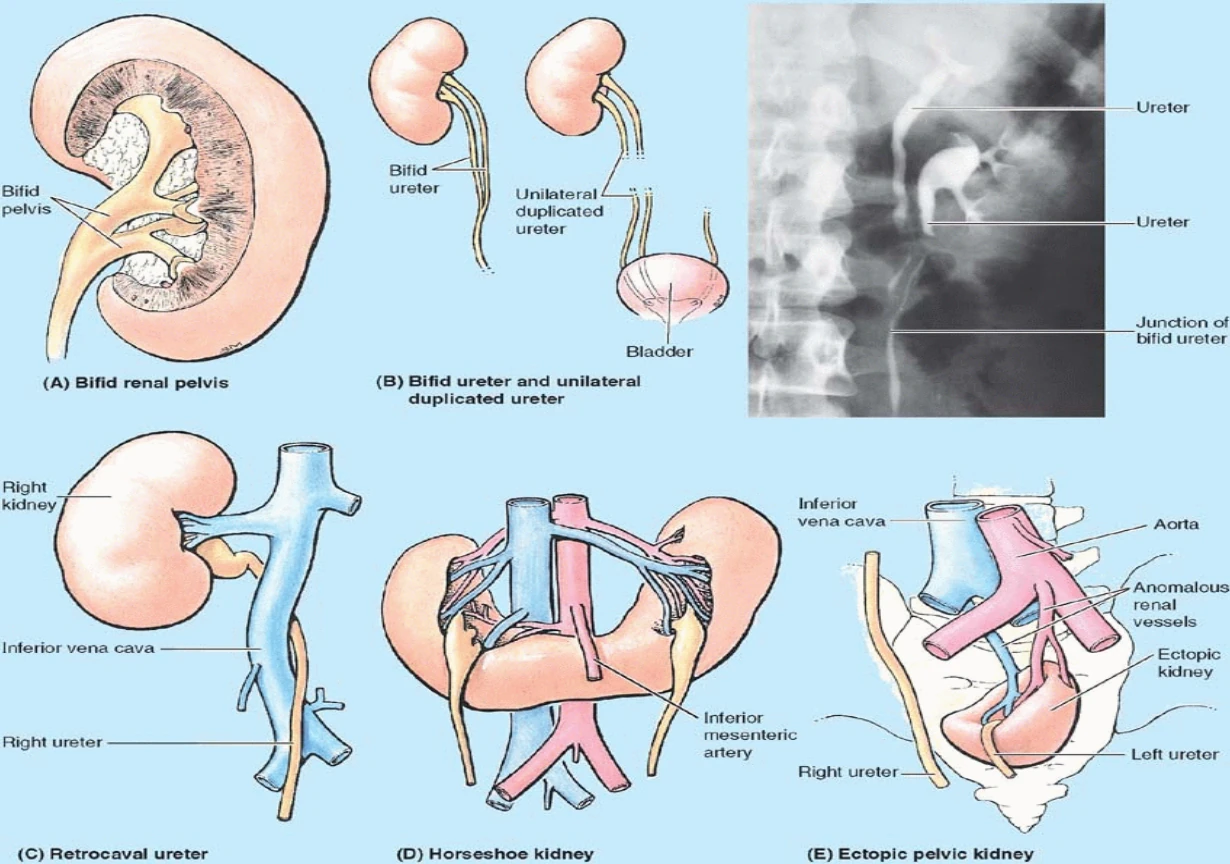 Bifid
pelvis
(A) Bifid renal pelvis
Bifid
ureter
Unilateral
duplicated
ureter
Bladder
(B) Bifid ureter and unilateral
duplicated ureter
Ureter
Ureter
Junction of
bifid ureter
Right
kidney
Inferior vena cava
Right ureter
(C) Retrocaval ureter
Inferior
mesenteric
artery
(D) Horseshoe kidney
Inferior
vena cava
Aorta
Anomalous
renal
vessels
Ectopic
kidney
Left ureter
Right ureter
(E) Ectopic pelvic kidney